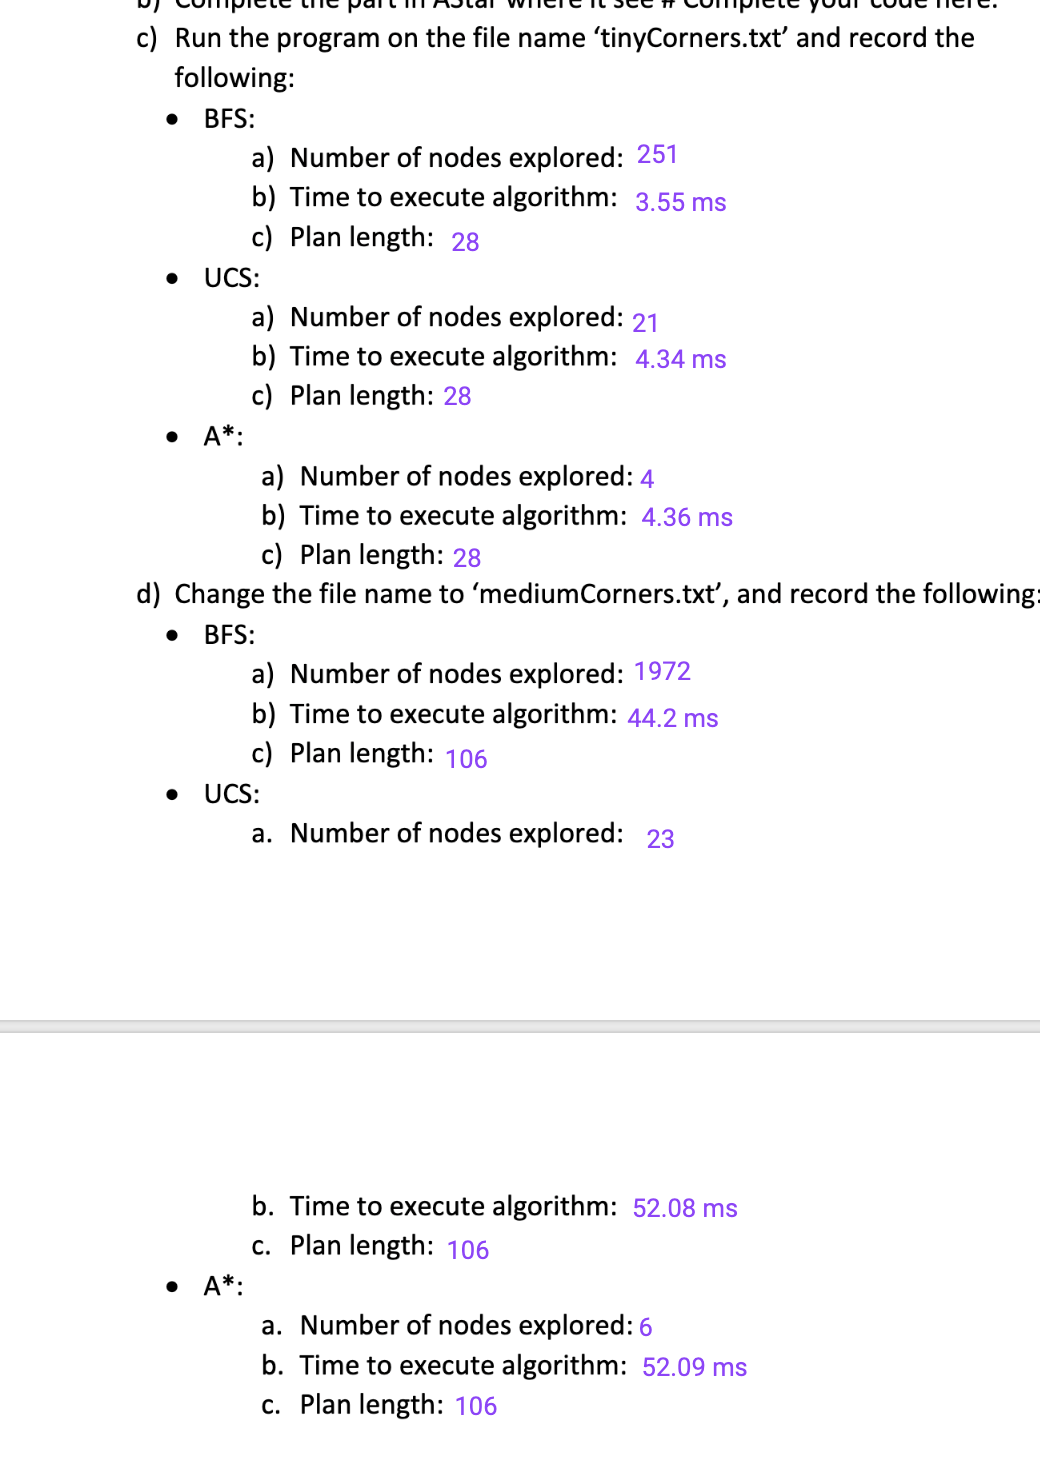 b) Complete the part in AStar where it see # Complete your code here.
c) Run the program on the file name ‘tinyCorners.txt’ and record the
following:
• BFS:
a) Number of nodes explored: 251
b) Time to execute algorithm: 3.55 ms
c) Plan length: 28
• UCS:
a) Number of nodes explored: 21
b) Time to execute algorithm: 4.34 ms
c) Plan length: 28
• A*:
a) Number of nodes explored: 4
b) Time to execute algorithm: 4.36 ms
c) Plan length: 28
d) Change the file name to ‘mediumCorners.txt’, and record the following:
• BFS:
a) Number of nodes explored: 1972
b) Time to execute algorithm: 44.2 ms
c) Plan length: 106
• UCS:
a. Number of nodes explored: 23
b. Time to execute algorithm: 52.08 ms
c. Plan length: 106
• A*:
a. Number of nodes explored: 6
b. Time to execute algorithm: 52.09 ms
c. Plan length: 106